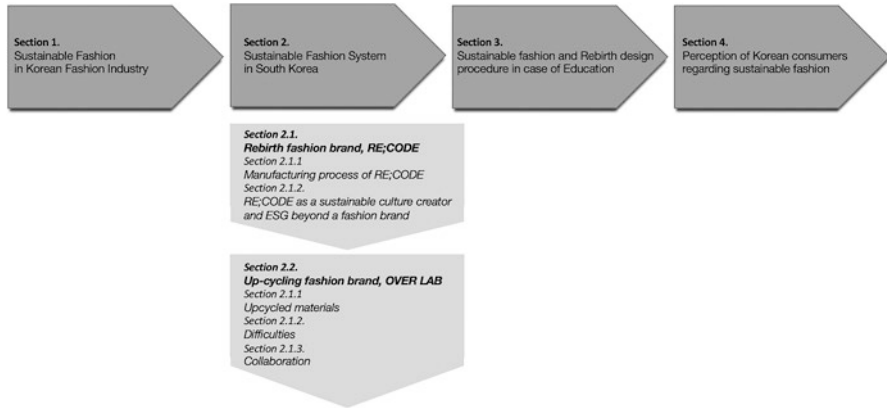 Section 1.
Sustainable Fashion
in Korean Fashion Industry
Section 2.
Sustainable Fashion System
in South Korea
Section 3.
Sustainable fashion and Rebirth design
procedure in case of Education
Section 4.
Perception of Korean consumers
regarding sustainable fashion
Section 2.1.
Rebirth fashion brand, RE;CODE
Section 2.1.1
Manufacturing process of RE;CODE
Section 2.1.2.
RE;CODE as a sustainable culture creator
and ESG beyond a fashion brand
Section 2.2.
Up-cycling fashion brand, OVER LAB
Section 2.1.1
Upcycled materials
Section 2.1.2.
Difficulties
Section 2.1.3.
Collaboration